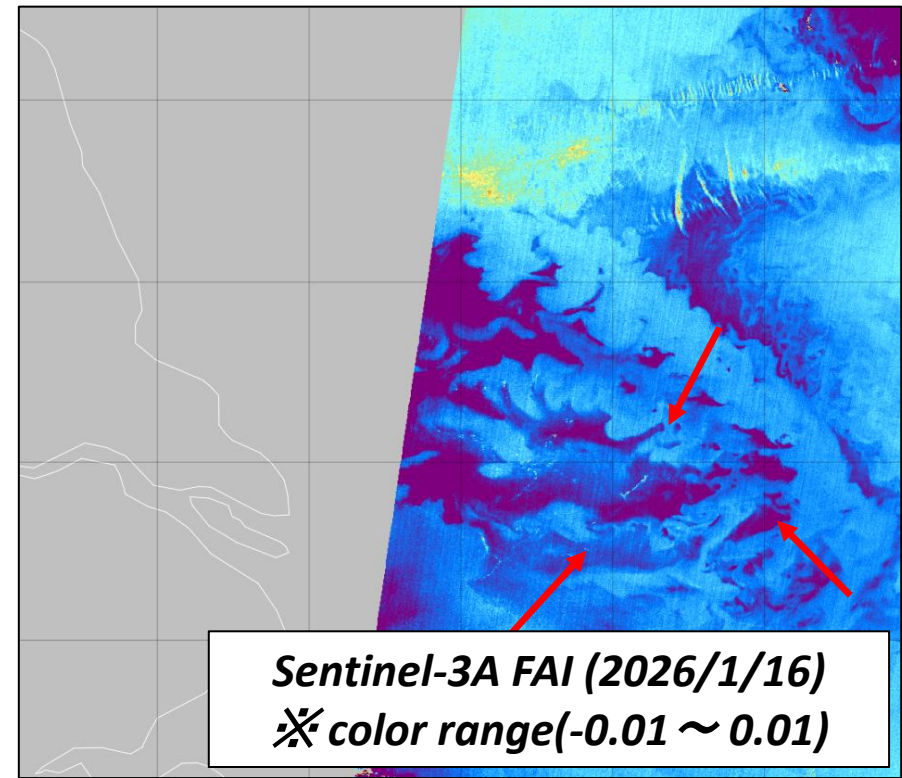 Sentinel-3A FAI (2026/1/16)
※ color range(-0.01～0.01)